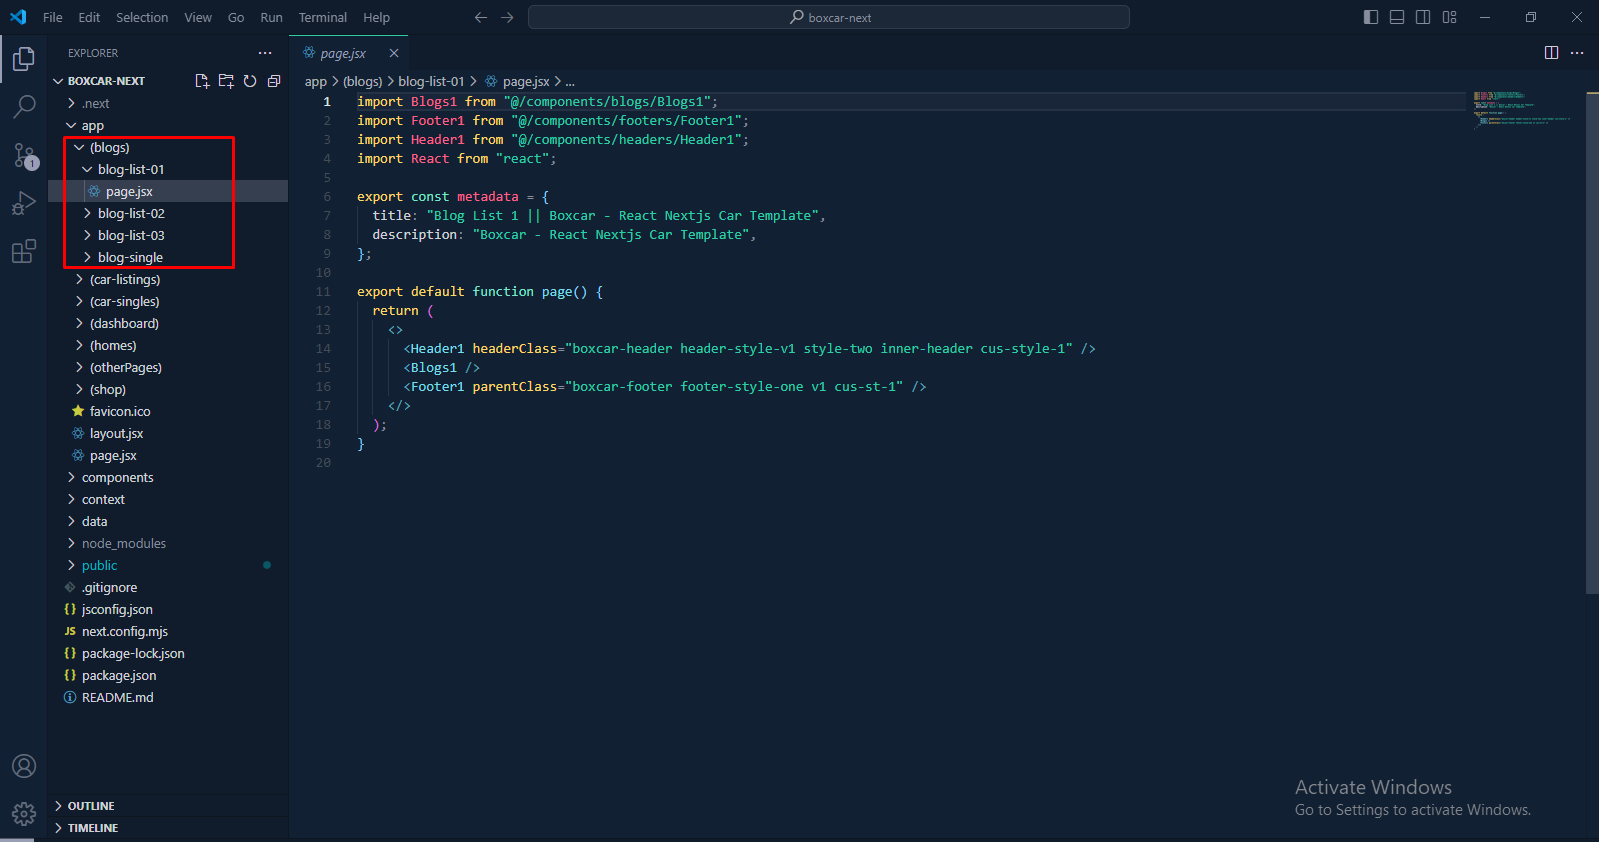 File Edit Selection View Go Run Terminal Help
boxcar-next
EXPLORER
BOXCAR-NEXT
.next
app
(blogs)
blog-list-01
page.jsx
blog-list-02
blog-list-03
blog-single
(car-listings)
(car-singles)
(dashboard)
(homes)
(otherPages)
(shop)
favicon.ico
layout.jsx
page.jsx
components
context
data
node_modules
public
.gitignore
{} jsconfig.json
JS next.config.mjs
{} package-lock.json
{} package.json
README.md
OUTLINE
TIMELINE
1
page.jsx
app > (blogs) > blog-list-01 > page.jsx > ...
1 import Blogs1 from "@/components/blogs/Blogs1";
2 import Footer1 from "@/components/footers/Footer1";
3 import Header1 from "@/components/headers/Header1";
4 import React from "react";
5
6 export const metadata = {
7 title: "Blog List 1 || Boxcar - React Nextjs Car Template",
8 description: "Boxcar - React Nextjs Car Template",
9 };
10
11 export default function page() {
12 return (
13 <>
14 <Header1 headerClass="boxcar-header header-style-v1 style-two inner-header cus-style-1" />
15 <Blogs1 />
16 <Footer1 parentClass="boxcar-footer footer-style-one v1 cus-st-1" />
17 </>
18 );
19 }
20
Activate Windows
Go to Settings to activate Windows.